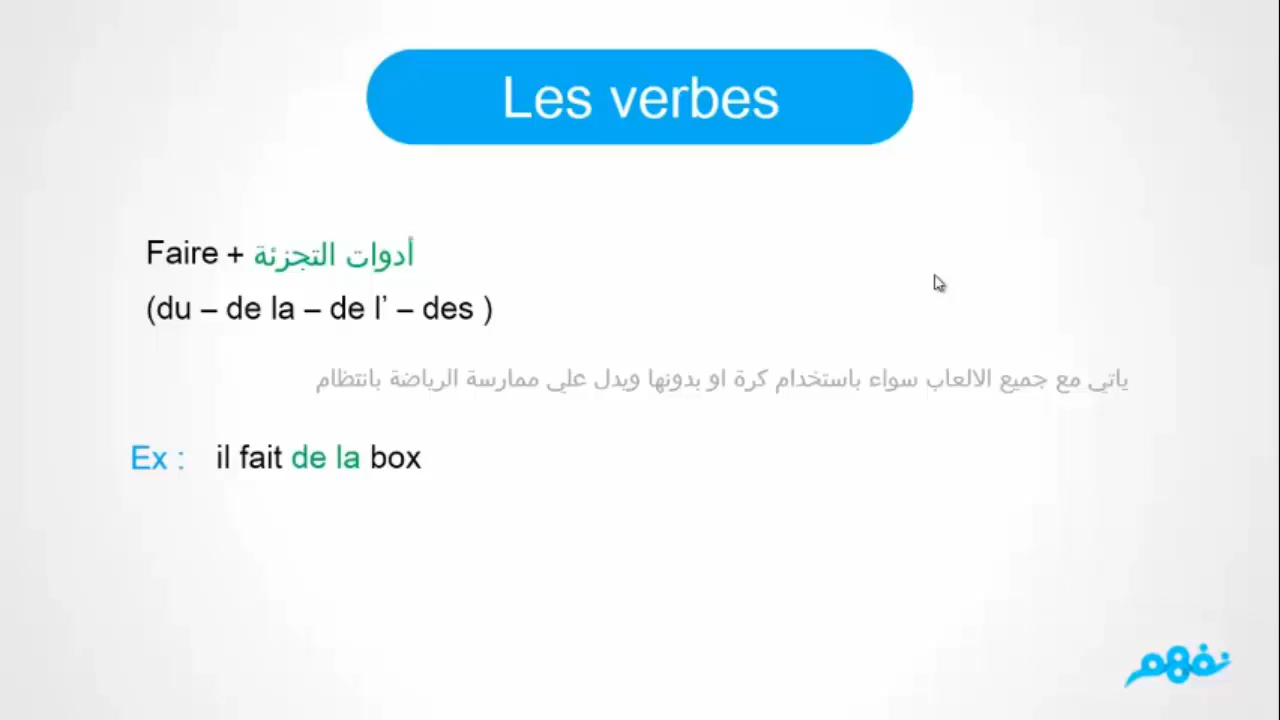 Les verbes
Faire + أدوات التجزئة
(du – de la – de l’ – des )
ياتي مع جميع الالعاب سواء باستخدام كرة او بدونها ويدل علي ممارسة الرياضة بانتظام
Ex : il fait de la box
نفهم